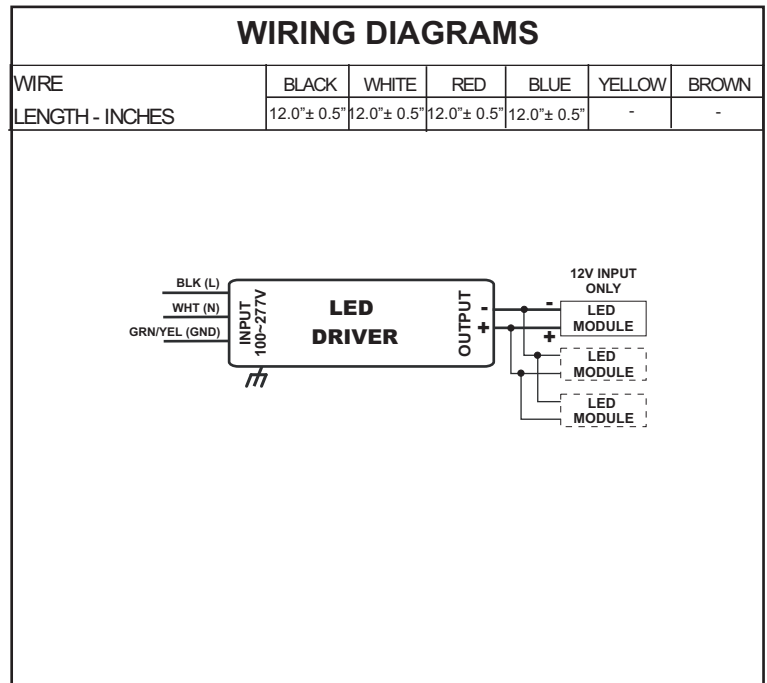 WIRING DIAGRAMS
WIRE BLACK WHITE RED BLUE YELLOW BROWN
LENGTH - INCHES 12.0"± 0.5" 12.0"± 0.5" 12.0"± 0.5" 12.0"± 0.5" - -
BLK (L)
WHT (N)
GRN/YEL (GND)
INPUT
100~277V
LED
DRIVER
OUTPUT
- +
12V INPUT
ONLY
-
+
LED
MODULE
LED
MODULE
LED
MODULE